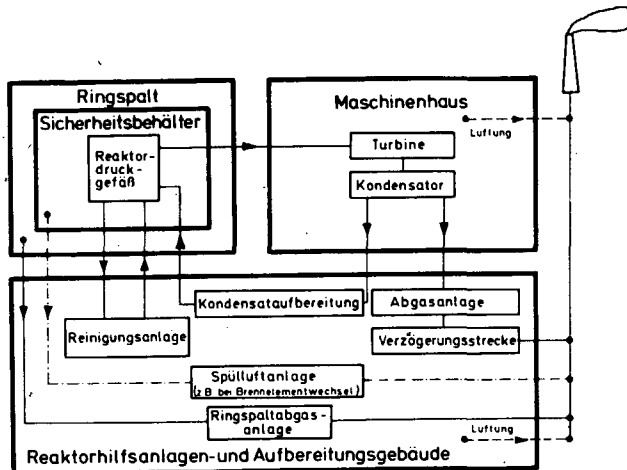 Ringspalt
Sicherheitsbehälter
Reaktor-
druck-
gefäß
Maschinenhaus
Lüftung
Turbine
Kondensator
Kondensataufbereitung
Abgasanlage
Reinigungsanlage
Verzögerungsstrecke
Spülluftanlage
(z B bei Brennelementwechsel)
Ringspaltabgas-
anlage
Lüftung
Reaktorhilfsanlagen-und Aufbereitungsgebäude